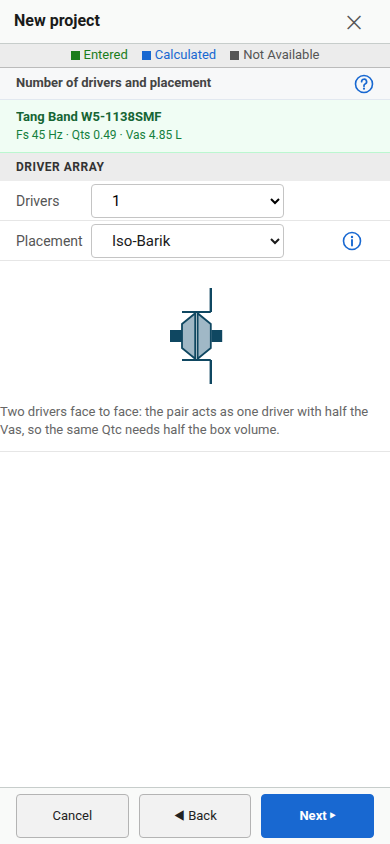 New project
Entered
Calculated
Not Available
Number of drivers and placement
Tang Band W5-1138SMF
Fs 45 Hz · Qts 0.49 · Vas 4.85 L
DRIVER ARRAY
Drivers
1
Placement
Iso-Barik
Two drivers face to face: the pair acts as one driver with half the
Vas, so the same Qtc needs half the box volume.
Cancel
◀ Back
Next ▸